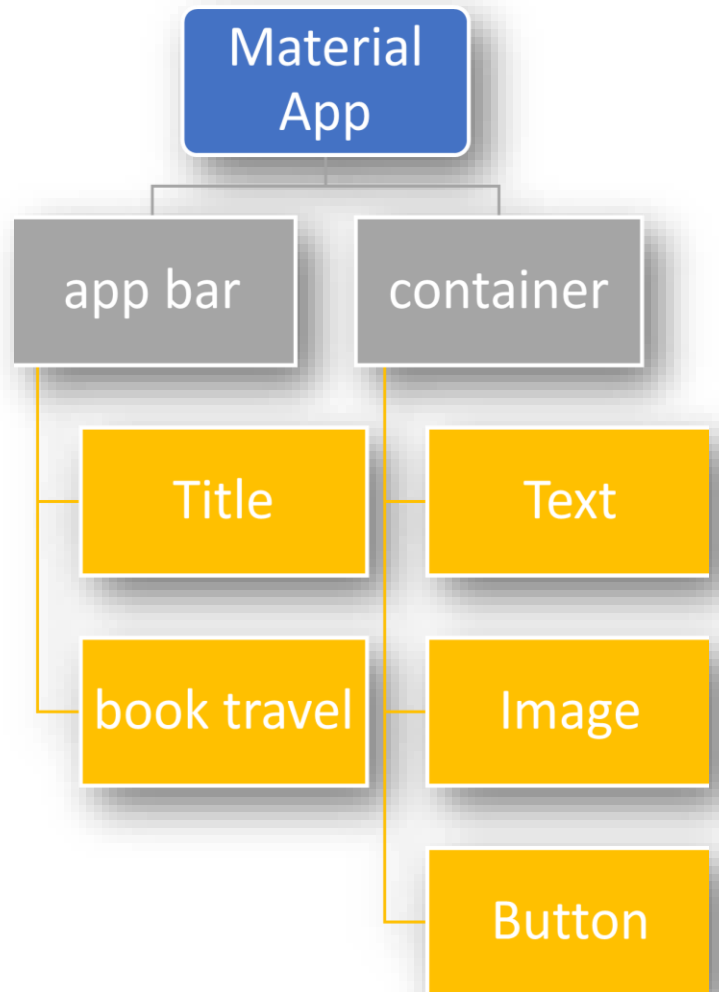 Material
App
app bar
container
Title
Text
book travel
Image
Button